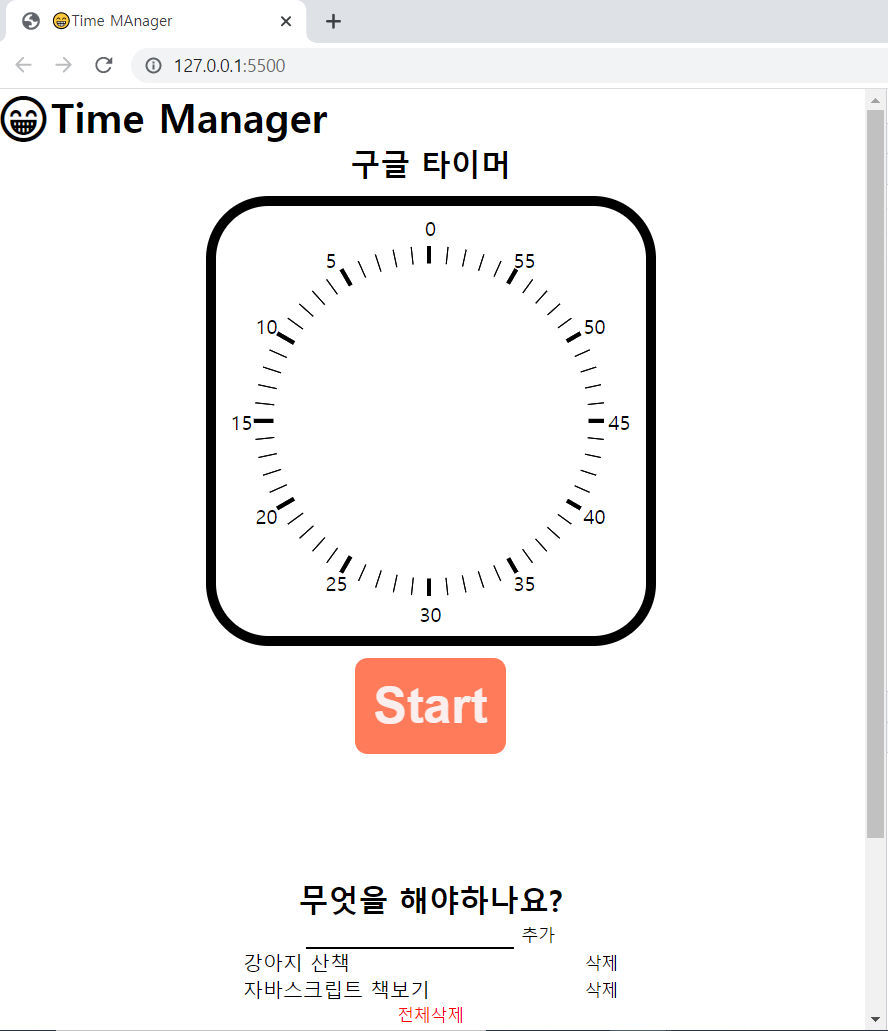 😁Time MAnager
127.0.0.1:5500
😁Time Manager
구글 타이머
0
5 55
10 50
15 45
20 40
25 35
30
Start
무엇을 해야하나요?
추가
강아지 산책 삭제
자바스크립트 책보기 삭제
전체삭제